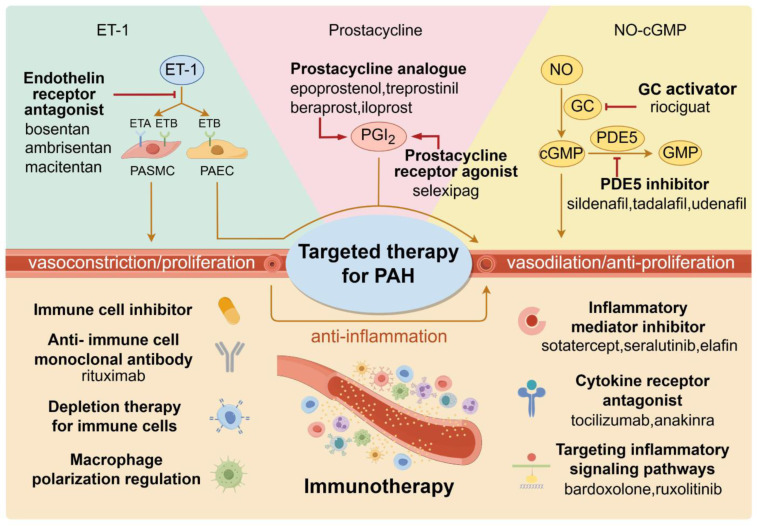 ET-1
Prostacycline
NO-cGMP
Endothelin
receptor
antagonist
bosentan
ambrisentan
macitentan
ET-1
ETA
ETB
ETB
PASMC
PAEC
Prostacycline analogue
epoprostenol,treprostinil
beraprost,iloprost
PGI2
Prostacycline
receptor agonist
selexipag
NO
GC
GC activator
riociguat
cGMP
PDE5
GMP
PDE5 inhibitor
sildenafil,tadalafil,udenafil
vasoconstriction/proliferation
Targeted therapy
for PAH
vasodilation/anti-proliferation
anti-inflammation
Immune cell inhibitor
Anti- immune cell
monoclonal antibody
rituximab
Depletion therapy
for immune cells
Macrophage
polarization regulation
Immunotherapy
Inflammatory
mediator inhibitor
sotatercept,seralutinib,elafin
Cytokine receptor
antagonist
tocilizumab,anakinra
Targeting inflammatory
signaling pathways
bardoxolone,ruxolitinib